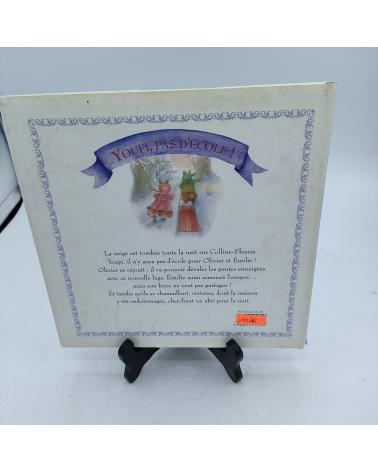 YOUPI, PAS D'ÉCOLE !
La neige est tombée toute la nuit sur Colline-Fleurie.
Youpi, il n'y aura pas d'école pour Olivier et Émilie !
Olivier se réjouit : il va pouvoir dévaler les pentes enneigées
avec sa nouvelle luge. Émilie aussi aimerait l'essayer...
mais son frère ne veut pas partager !
Et tandis qu'ils se chamaillent, certains, dont la maison
a été endommagée, cherchent un abri pour la nuit.